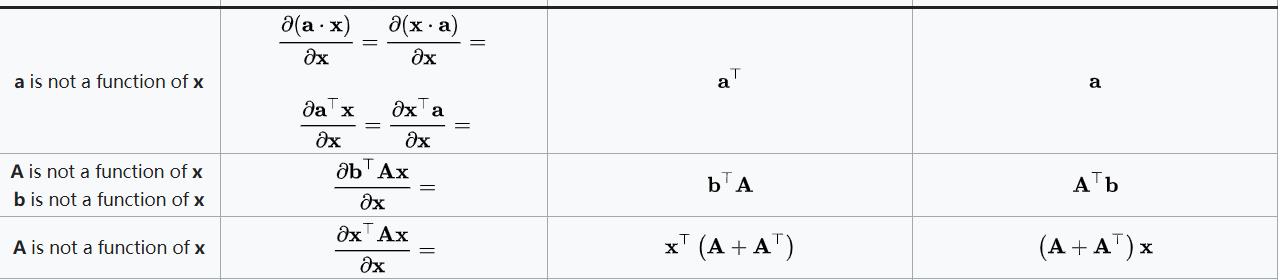 a is not a function of x
∂(a · x)/∂x = ∂(x · a)/∂x =
∂a⊤x/∂x = ∂x⊤a/∂x =
a⊤
a
A is not a function of x
b is not a function of x
∂b⊤Ax/∂x =
b⊤A
A⊤b
A is not a function of x
∂x⊤Ax/∂x =
x⊤ (A + A⊤)
(A + A⊤) x